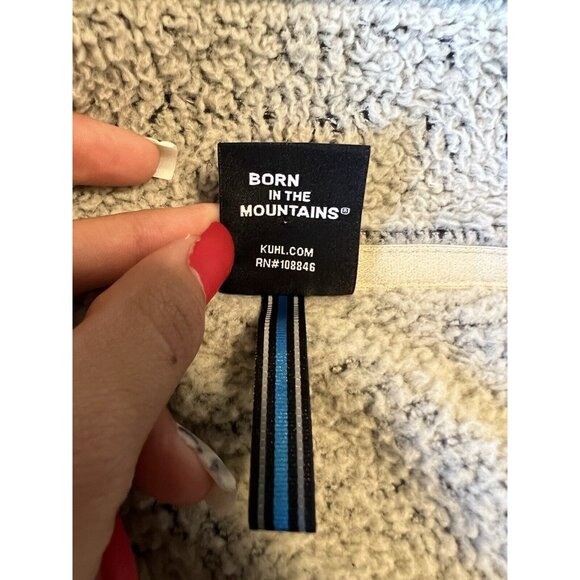 BORN
IN THE
MOUNTAINS®
KUHL.COM
RN#108846